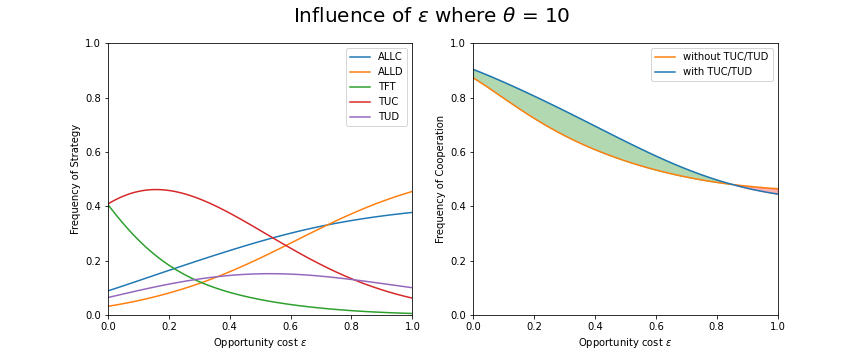 Influence of ε where θ = 10
Frequency of Strategy
1.0
0.8
0.6
0.4
0.2
0.0
0.0 0.2 0.4 0.6 0.8 1.0
Opportunity cost ε
ALLC
ALLD
TFT
TUC
TUD
Frequency of Cooperation
1.0
0.8
0.6
0.4
0.2
0.0
0.0 0.2 0.4 0.6 0.8 1.0
Opportunity cost ε
without TUC/TUD
with TUC/TUD